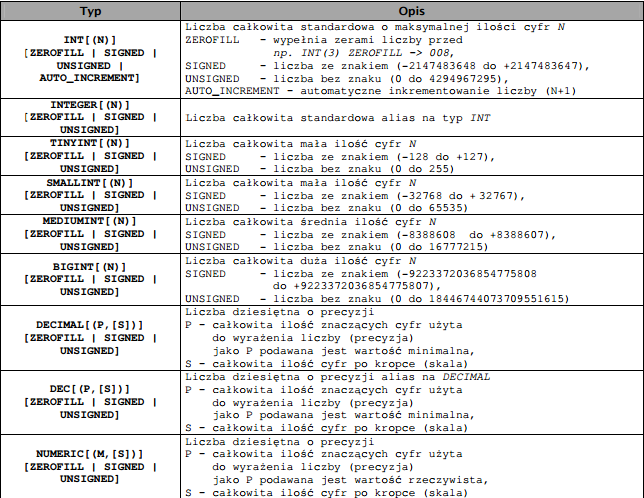 Typ
Opis
INT[(N)]
[ZEROFILL | SIGNED |
UNSIGNED |
AUTO_INCREMENT]
Liczba całkowita standardowa o maksymalnej ilości cyfr N
ZEROFILL - wypełnia zerami liczby przed
np. INT(3) ZEROFILL -> 008,
SIGNED - liczba ze znakiem (-2147483648 do +2147483647),
UNSIGNED - liczba bez znaku (0 do 4294967295),
AUTO_INCREMENT - automatyczne inkrementowanie liczby (N+1)
INTEGER[(N)]
[ZEROFILL | SIGNED |
UNSIGNED]
Liczba całkowita standardowa alias na typ INT
TINYINT[(N)]
[ZEROFILL | SIGNED |
UNSIGNED]
Liczba całkowita mała ilość cyfr N
SIGNED - liczba ze znakiem (-128 do +127),
UNSIGNED - liczba bez znaku (0 do 255)
SMALLINT[(N)]
[ZEROFILL | SIGNED |
UNSIGNED]
Liczba całkowita mała ilość cyfr N
SIGNED - liczba ze znakiem (-32768 do + 32767),
UNSIGNED - liczba bez znaku (0 do 65535)
MEDIUMINT[(N)]
[ZEROFILL | SIGNED |
UNSIGNED]
Liczba całkowita średnia ilość cyfr N
SIGNED - liczba ze znakiem (-8388608 do +8388607),
UNSIGNED - liczba bez znaku (0 do 16777215)
BIGINT[(N)]
[ZEROFILL | SIGNED |
UNSIGNED]
Liczba całkowita duża ilość cyfr N
SIGNED - liczba ze znakiem (-9223372036854775808
do +9223372036854775807),
UNSIGNED - liczba bez znaku (0 do 18446744073709551615)
DECIMAL[(P,[S])]
[ZEROFILL | SIGNED |
UNSIGNED]
Liczba dziesiętna o precyzji
P - całkowita ilość znaczących cyfr użyta
do wyrażenia liczby (precyzja)
jako P podawana jest wartość minimalna,
S - całkowita ilość cyfr po kropce (skala)
DEC[(P,[S])]
[ZEROFILL | SIGNED |
UNSIGNED]
Liczba dziesiętna o precyzji alias na DECIMAL
P - całkowita ilość znaczących cyfr użyta
do wyrażenia liczby (precyzja)
jako P podawana jest wartość minimalna,
S - całkowita ilość cyfr po kropce (skala)
NUMERIC[(M,[S])]
[ZEROFILL | SIGNED |
UNSIGNED]
Liczba dziesiętna o precyzji
P - całkowita ilość znaczących cyfr użyta
do wyrażenia liczby (precyzja)
jako P podawana jest wartość rzeczywista,
S - całkowita ilość cyfr po kropce (skala)